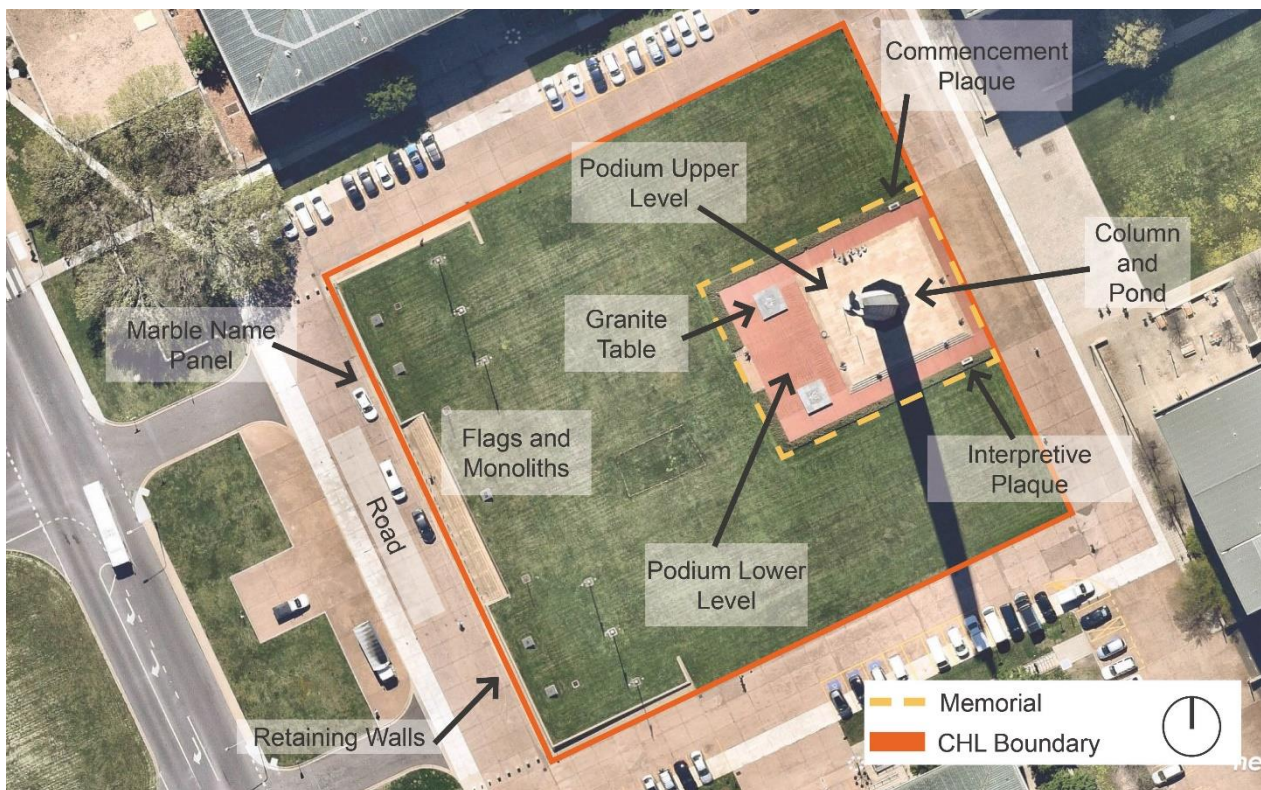 Commencement
Plaque
Podium Upper
Level
Column
and
Pond
Granite
Table
Marble Name
Panel
Flags and
Monoliths
Road
Interpretive
Plaque
Podium Lower
Level
Retaining Walls
Memorial
CHL Boundary